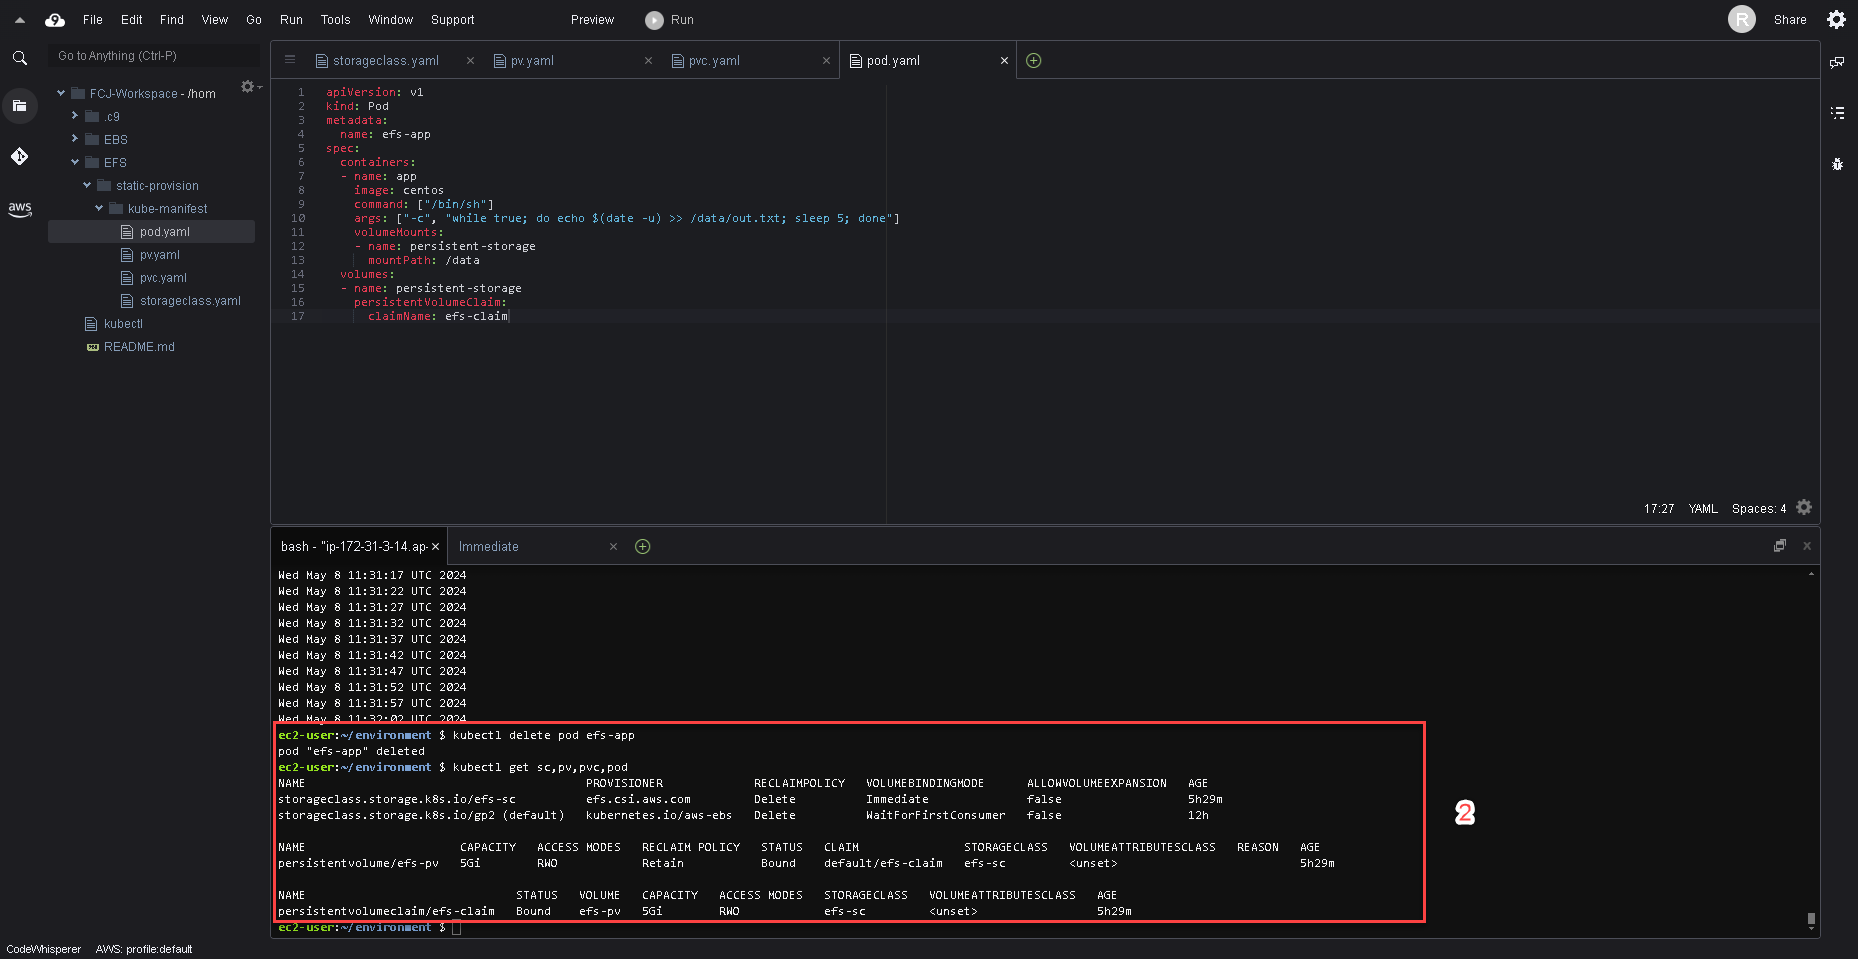 File Edit Find View Go Run Tools Window Support Preview Run R Share
Go to Anything (Ctrl-P)
FCJ-Workspace - /hom
.c9
EBS
EFS
static-provision
kube-manifest
pod.yaml
pv.yaml
pvc.yaml
storageclass.yaml
kubectl
README.md
aws
storageclass.yaml pv.yaml pvc.yaml pod.yaml
1 apiVersion: v1
2 kind: Pod
3 metadata:
4 name: efs-app
5 spec:
6 containers:
7 - name: app
8 image: centos
9 command: ["/bin/sh"]
10 args: ["-c", "while true; do echo $(date -u) >> /data/out.txt; sleep 5; done"]
11 volumeMounts:
12 - name: persistent-storage
13 mountPath: /data
14 volumes:
15 - name: persistent-storage
16 persistentVolumeClaim:
17 claimName: efs-claim
17:27 YAML Spaces: 4
bash - "ip-172-31-3-14.ap- Immediate
Wed May 8 11:31:17 UTC 2024
Wed May 8 11:31:22 UTC 2024
Wed May 8 11:31:27 UTC 2024
Wed May 8 11:31:32 UTC 2024
Wed May 8 11:31:37 UTC 2024
Wed May 8 11:31:42 UTC 2024
Wed May 8 11:31:47 UTC 2024
Wed May 8 11:31:52 UTC 2024
Wed May 8 11:31:57 UTC 2024
Wed May 8 11:32:02 UTC 2024
ec2-user:~/environment $ kubectl delete pod efs-app
pod "efs-app" deleted
ec2-user:~/environment $ kubectl get sc,pv,pvc,pod
NAME PROVISIONER RECLAIMPOLICY VOLUMEBINDINGMODE ALLOWVOLUMEEXPANSION AGE
storageclass.storage.k8s.io/efs-sc efs.csi.aws.com Delete Immediate false 5h29m
storageclass.storage.k8s.io/gp2 (default) kubernetes.io/aws-ebs Delete WaitForFirstConsumer false 12h
NAME CAPACITY ACCESS MODES RECLAIM POLICY STATUS CLAIM STORAGECLASS VOLUMEATTRIBUTESCLASS REASON AGE
persistentvolume/efs-pv 5Gi RWO Retain Bound default/efs-claim efs-sc <unset> 5h29m
NAME STATUS VOLUME CAPACITY ACCESS MODES STORAGECLASS VOLUMEATTRIBUTESCLASS AGE
persistentvolumeclaim/efs-claim Bound efs-pv 5Gi RWO efs-sc <unset> 5h29m
ec2-user:~/environment $
2
CodeWhisperer AWS: profile:default